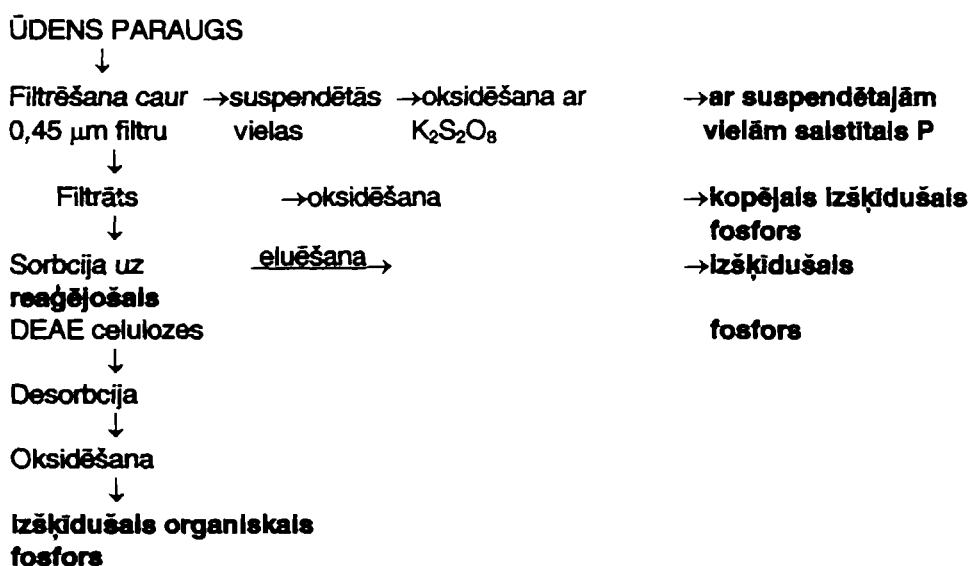 ŪDENS PARAUGS
↓
Filtrēšana caur →suspendētās →oksidēšana ar →ar suspendētajām
0,45 μm filtru vielas K₂S₂O₈ vielām saistītais P
↓
Filtrāts →oksidēšana →kopējais izšķīdušais
↓ fosfors
Sorbcija uz eluēšana→ →izšķīdušais
reaģējošais
DEAE celulozes fosfors
↓
Desorbcija
↓
Oksidēšana
↓
izšķīdušais organiskais
fosfors